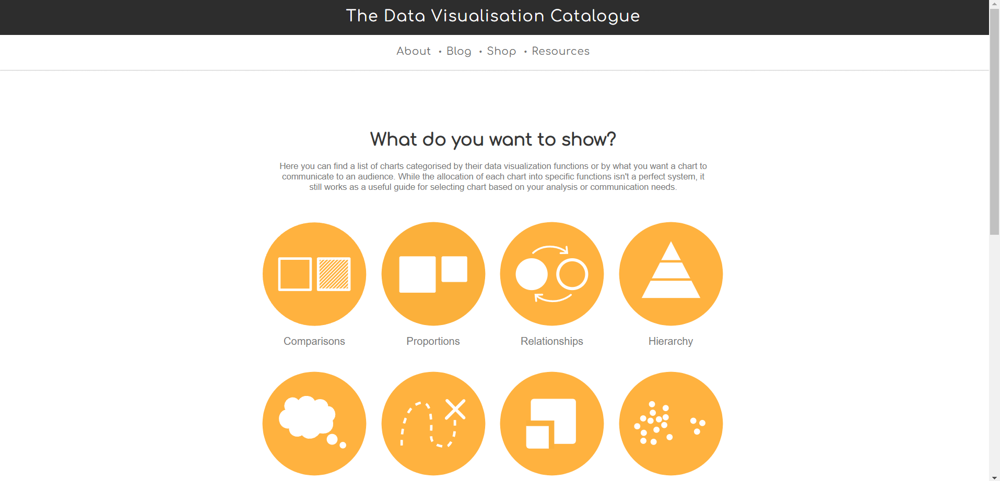 The Data Visualisation Catalogue
About • Blog • Shop • Resources
What do you want to show?
Here you can find a list of charts categorised by their data visualization functions or by what you want a chart to
communicate to an audience. While the allocation of each chart into specific functions isn't a perfect system, it
still works as a useful guide for selecting chart based on your analysis or communication needs.
Comparisons
Proportions
Relationships
Hierarchy